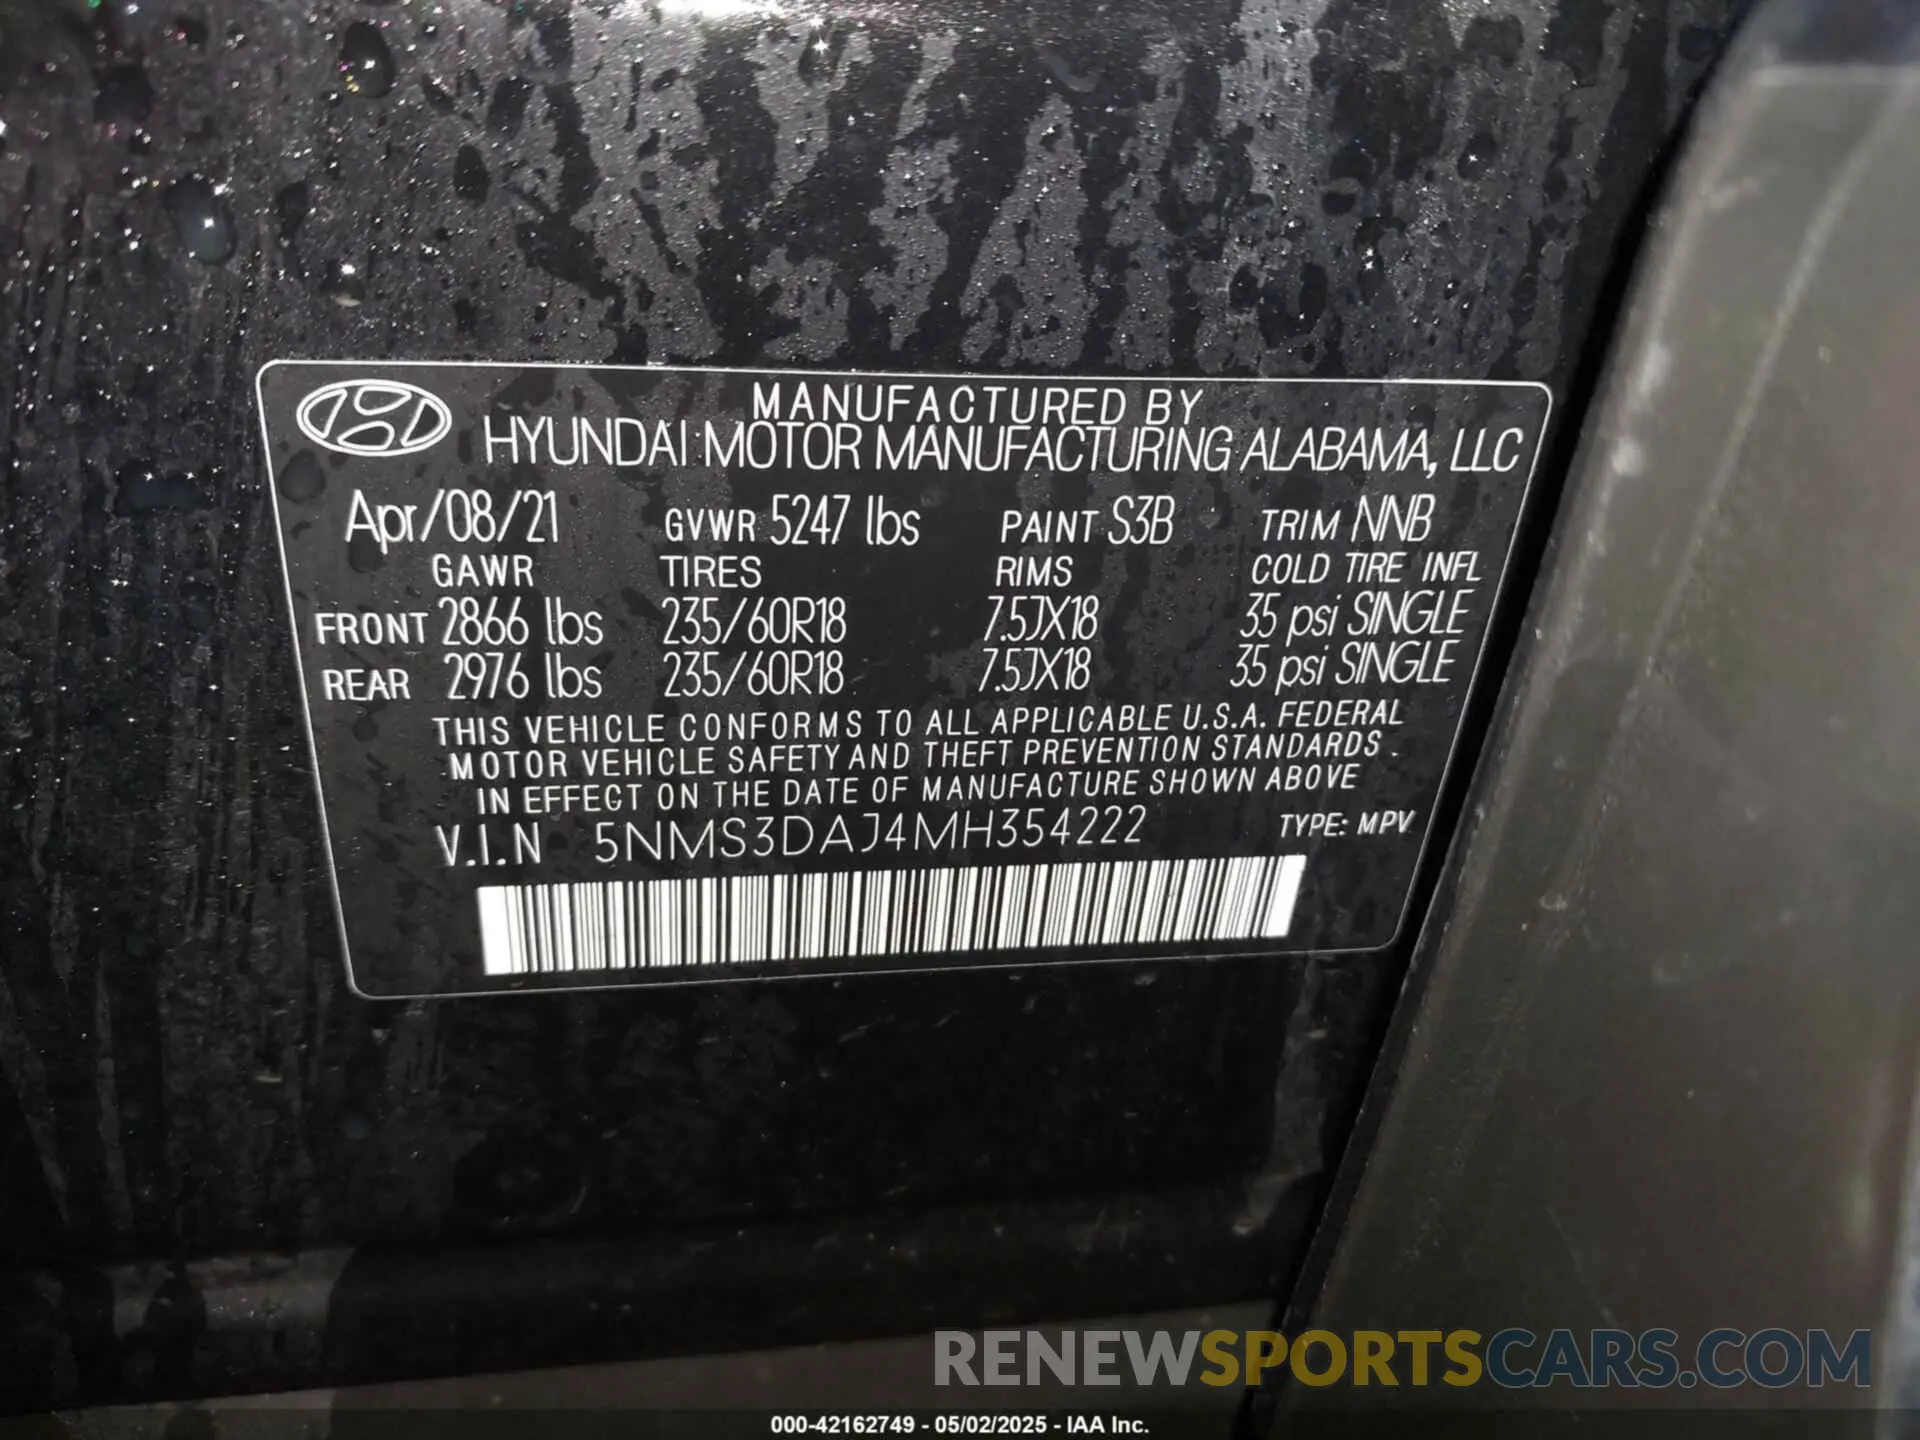 MANUFACTURED BY
HYUNDAI MOTOR MANUFACTURING ALABAMA, LLC
Apr/08/21 GVWR 5247 lbs PAINT S3B TRIM NNB
GAWR TIRES RIMS COLD TIRE INFL
FRONT 2866 lbs 235/60R18 7.5JX18 35 psi SINGLE
REAR 2976 lbs 235/60R18 7.5JX18 35 psi SINGLE
THIS VEHICLE CONFORMS TO ALL APPLICABLE U.S.A. FEDERAL
MOTOR VEHICLE SAFETY AND THEFT PREVENTION STANDARDS.
IN EFFECT ON THE DATE OF MANUFACTURE SHOWN ABOVE
V.I.N 5NMS3DAJ4MH354222 TYPE: MPV
RENEWSPORTSCARS.COM
000-42162749 - 05/02/2025 - IAA Inc.